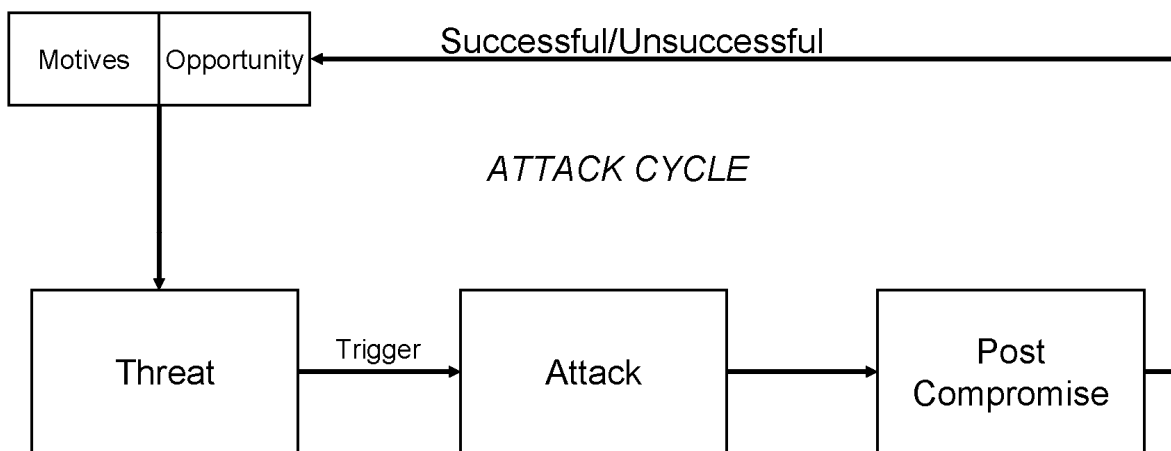 Motives
Opportunity
Successful/Unsuccessful
ATTACK CYCLE
Threat
Trigger
Attack
Post
Compromise